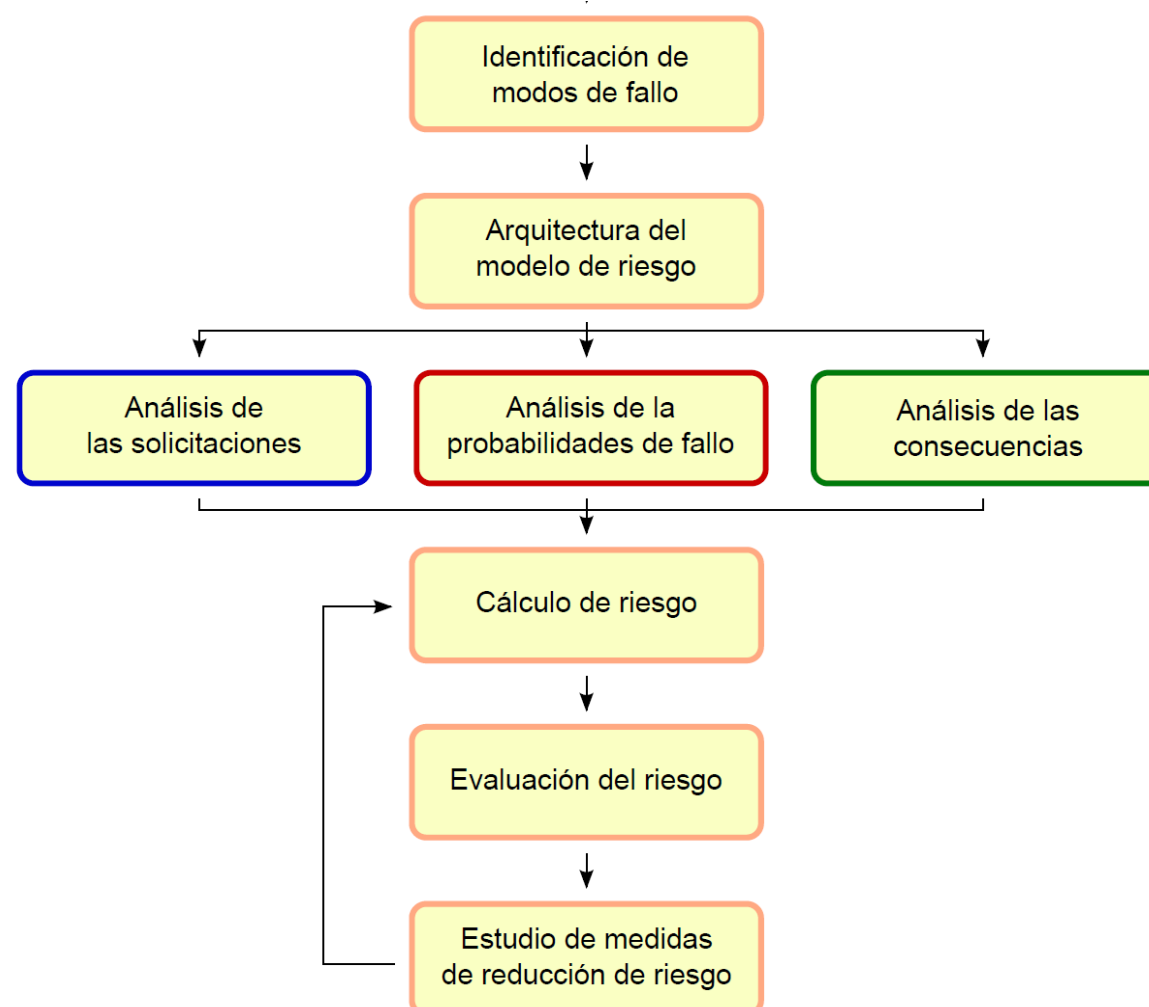 Identificación de
modos de fallo
Arquitectura del
modelo de riesgo
Análisis de
las solicitaciones
Análisis de la
probabilidades de fallo
Análisis de las
consecuencias
Cálculo de riesgo
Evaluación del riesgo
Estudio de medidas
de reducción de riesgo